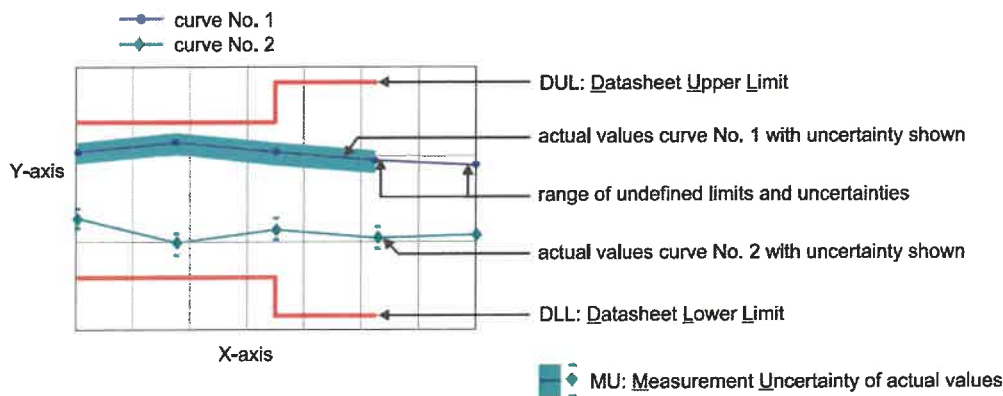 curve No. 1
curve No. 2
DUL: Datasheet Upper Limit
actual values curve No. 1 with uncertainty shown
Y-axis
range of undefined limits and uncertainties
actual values curve No. 2 with uncertainty shown
DLL: Datasheet Lower Limit
X-axis
MU: Measurement Uncertainty of actual values